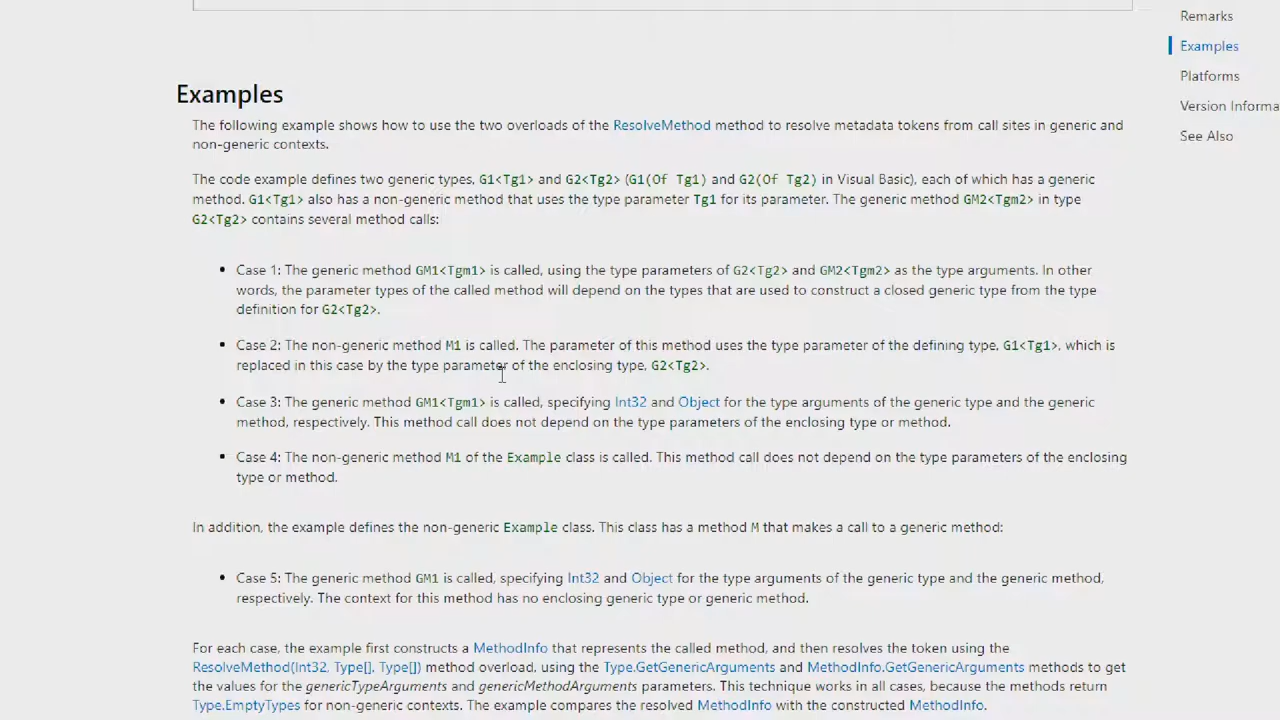 Examples
The following example shows how to use the two overloads of the ResolveMethod method to resolve metadata tokens from call sites in generic and
non-generic contexts.
The code example defines two generic types, G1<Tg1> and G2<Tg2> (G1(Of Tg1) and G2(Of Tg2) in Visual Basic), each of which has a generic
method. G1<Tg1> also has a non-generic method that uses the type parameter Tg1 for its parameter. The generic method GM2<Tgm2> in type
G2<Tg2> contains several method calls:
• Case 1: The generic method GM1<Tgm1> is called, using the type parameters of G2<Tg2> and GM2<Tgm2> as the type arguments. In other
words, the parameter types of the called method will depend on the types that are used to construct a closed generic type from the type
definition for G2<Tg2>.
• Case 2: The non-generic method M1 is called. The parameter of this method uses the type parameter of the defining type, G1<Tg1>, which is
replaced in this case by the type parameter of the enclosing type, G2<Tg2>.
• Case 3: The generic method GM1<Tgm1> is called, specifying Int32 and Object for the type arguments of the generic type and the generic
method, respectively. This method call does not depend on the type parameters of the enclosing type or method.
• Case 4: The non-generic method M1 of the Example class is called. This method call does not depend on the type parameters of the enclosing
type or method.
In addition, the example defines the non-generic Example class. This class has a method M that makes a call to a generic method:
• Case 5: The generic method GM1 is called, specifying Int32 and Object for the type arguments of the generic type and the generic method,
respectively. The context for this method has no enclosing generic type or generic method.
For each case, the example first constructs a MethodInfo that represents the called method, and then resolves the token using the
ResolveMethod(Int32, Type[], Type[]) method overload, using the Type.GetGenericArguments and MethodInfo.GetGenericArguments methods to get
the values for the genericTypeArguments and genericMethodArguments parameters. This technique works in all cases, because the methods return
Type.EmptyTypes for non-generic contexts. The example compares the resolved MethodInfo with the constructed MethodInfo.
Remarks
Examples
Platforms
Version Informa
See Also